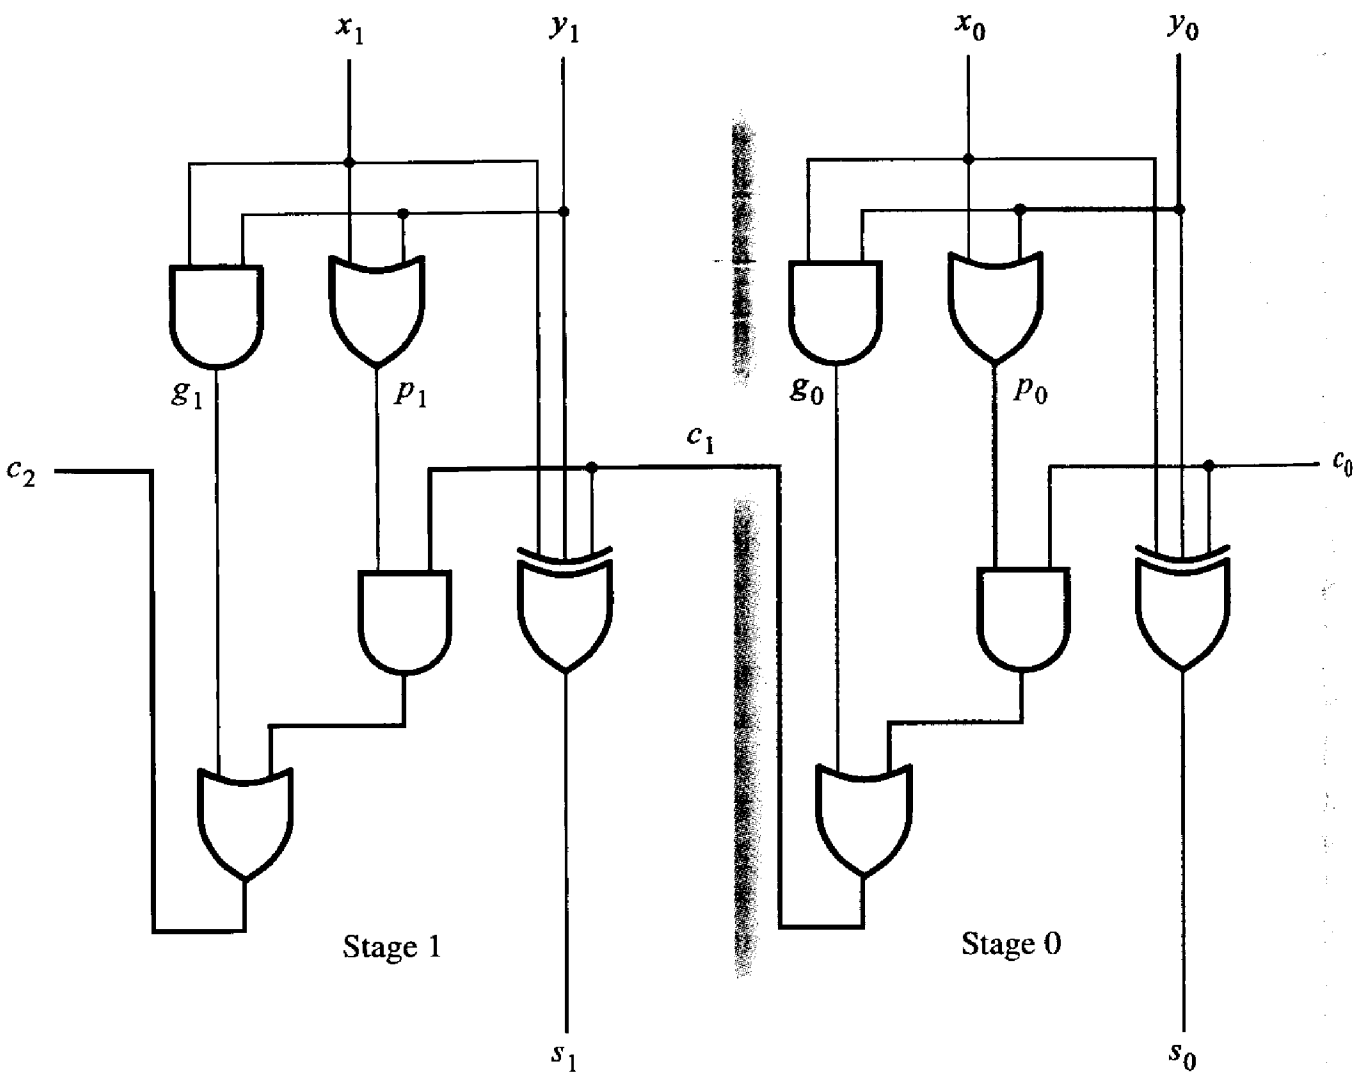 x₁ y₁ x₀ y₀
g₁ p₁ g₀ p₀
c₂ c₁ c₀
Stage 1 Stage 0
s₁ s₀